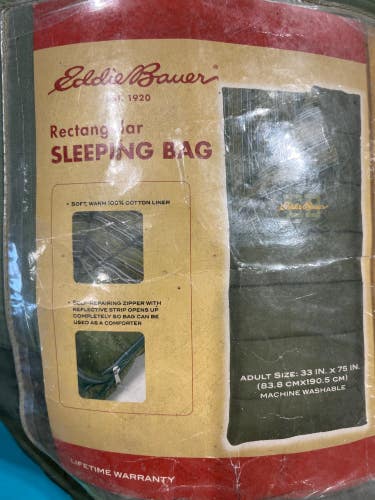 Eddie Bauer
EST. 1920
Rectangular
SLEEPING BAG
• SOFT, WARM 100% COTTON LINER
Eddie Bauer
• SELF-REPAIRING ZIPPER WITH
REFLECTIVE STRIP OPENS UP
COMPLETELY SO BAG CAN BE
USED AS A COMFORTER
ADULT SIZE: 33 IN. X 75 IN.
(83.8 CMX190.5 CM)
MACHINE WASHABLE
LIFETIME WARRANTY